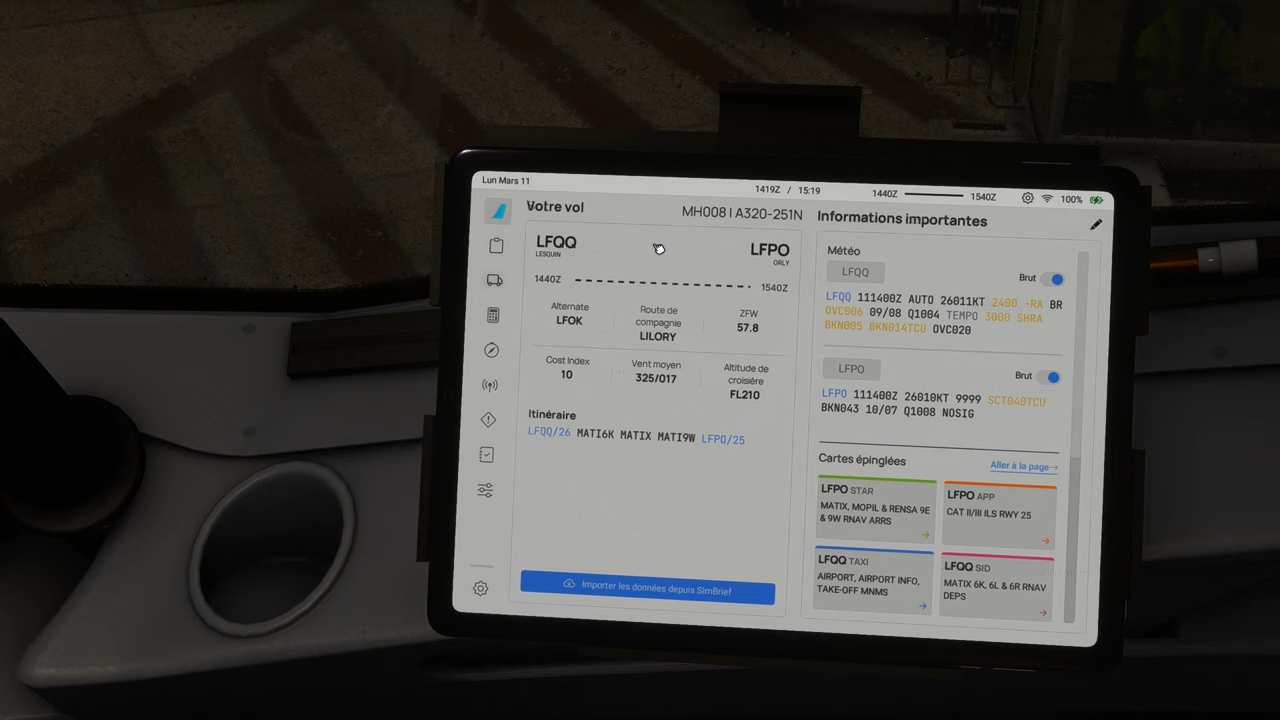 Lun Mars 11
1419Z / 15:19
1440Z
1540Z
100%
Votre vol
MH008 | A320-251N
LFQQ
LESQUIN
LFPO
ORLY
1440Z
1540Z
Alternate
LFOK
Route de
compagnie
LILORY
ZFW
57.8
Cost Index
10
Vent moyen
325/017
Altitude de
croisière
FL210
Itinéraire
LFQQ/26 MATI6K MATIX MATI9W LFPO/25
Importer les données depuis SimBrief
Informations importantes
Météo
LFQQ
Brut
LFQQ 111400Z AUTO 26011KT 2400 -RA BR
OVC006 09/08 Q1004 TEMPO 3000 SHRA
BKN005 BKN014TCU OVC020
LFPO
Brut
LFPO 111400Z 26010KT 9999 SCT040TCU
BKN043 10/07 Q1008 NOSIG
Cartes épinglées
Aller à la page
LFPO STAR
MATIX, MOPIL & RENSA 9E
& 9W RNAV ARRS
LFPO APP
CAT II/III ILS RWY 25
LFQQ TAXI
AIRPORT, AIRPORT INFO,
TAKE-OFF MNMS
LFQQ SID
MATIX 6K, 6L & 6R RNAV
DEPS